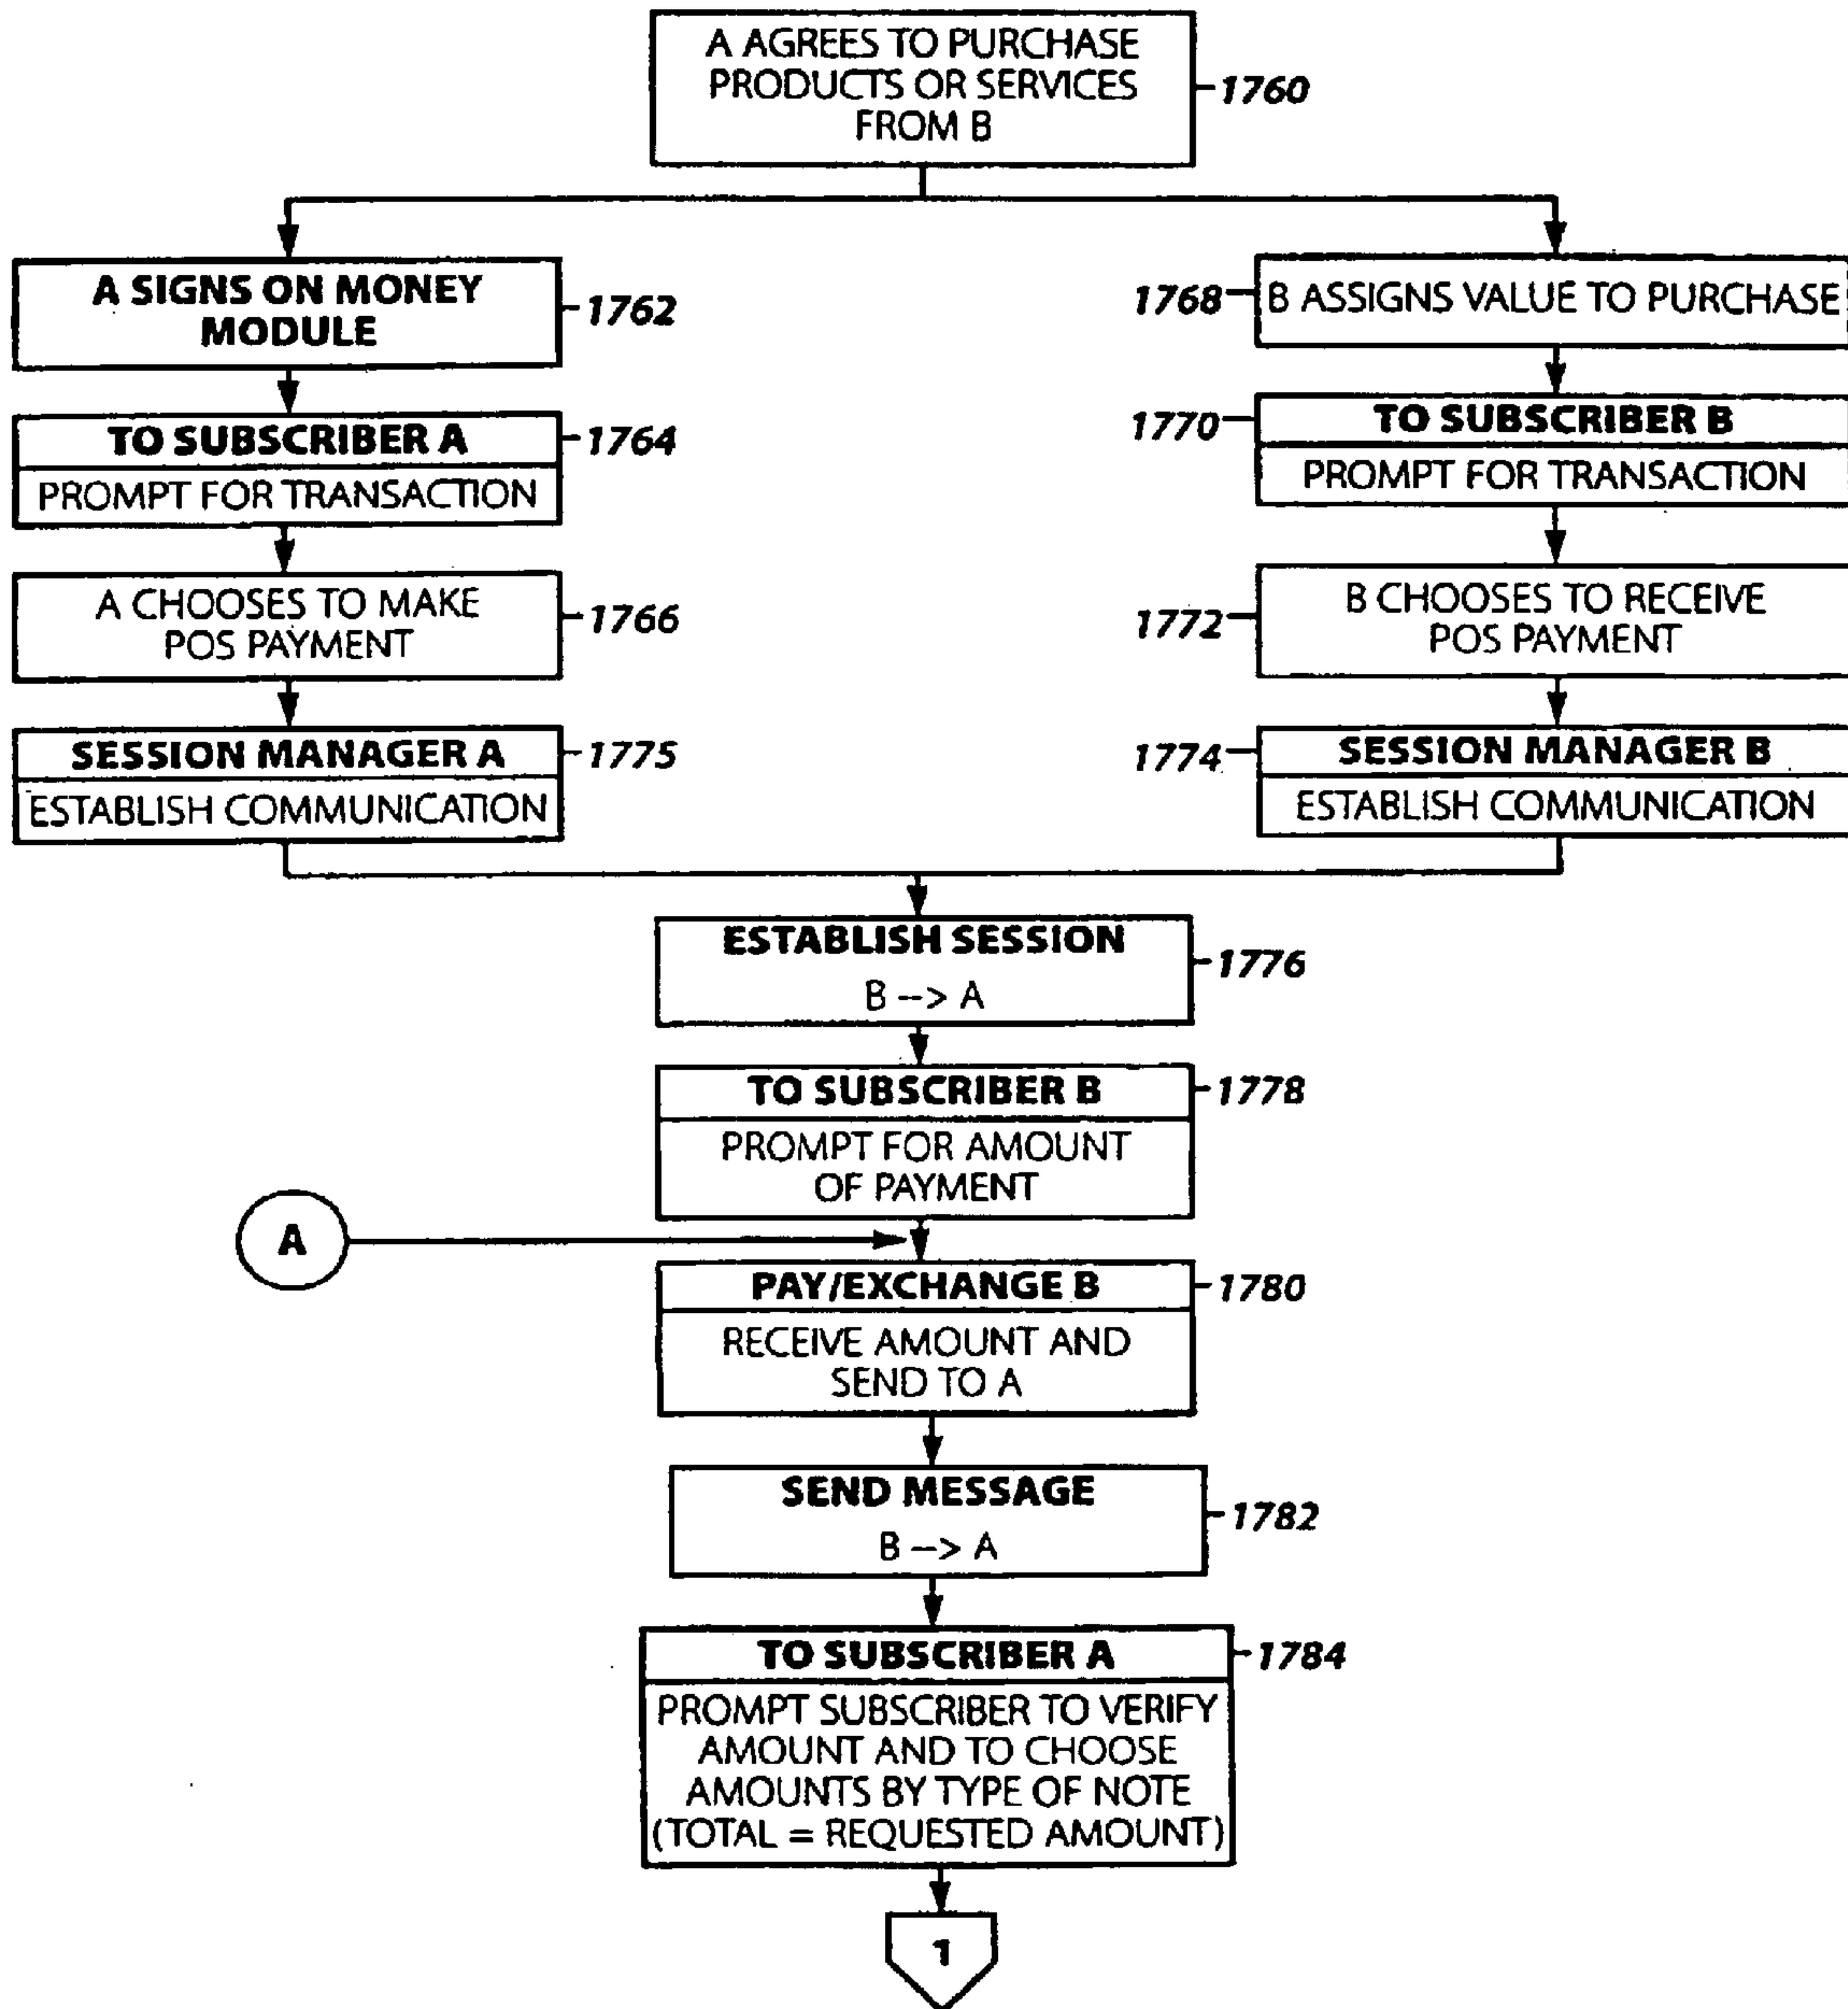 A AGREES TO PURCHASE
PRODUCTS OR SERVICES
FROM B
1760
A SIGNS ON MONEY
MODULE
1762
TO SUBSCRIBER A
1764
PROMPT FOR TRANSACTION
A CHOOSES TO MAKE
POS PAYMENT
1766
SESSION MANAGER A
1775
ESTABLISH COMMUNICATION
1768
B ASSIGNS VALUE TO PURCHASE
1770
TO SUBSCRIBER B
PROMPT FOR TRANSACTION
1772
B CHOOSES TO RECEIVE
POS PAYMENT
1774
SESSION MANAGER B
ESTABLISH COMMUNICATION
ESTABLISH SESSION
B --> A
1776
TO SUBSCRIBER B
1778
PROMPT FOR AMOUNT
OF PAYMENT
A
PAY/EXCHANGE B
1780
RECEIVE AMOUNT AND
SEND TO A
SEND MESSAGE
B --> A
1782
TO SUBSCRIBER A
1784
PROMPT SUBSCRIBER TO VERIFY
AMOUNT AND TO CHOOSE
AMOUNTS BY TYPE OF NOTE
(TOTAL = REQUESTED AMOUNT)
1